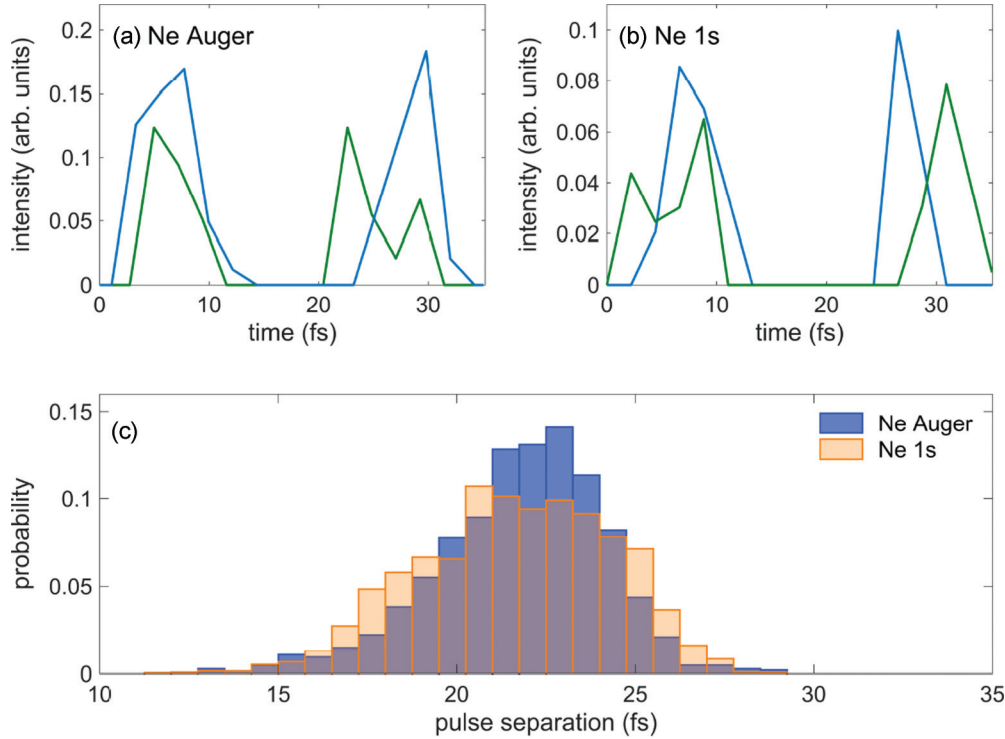 (a) Ne Auger
intensity (arb. units)
0.2
0.15
0.1
0.05
0
0 10 20 30
time (fs)
(b) Ne 1s
intensity (arb. units)
0.1
0.08
0.06
0.04
0.02
0
0 10 20 30
time (fs)
(c)
Ne Auger
Ne 1s
probability
0.15
0.1
0.05
0
10 15 20 25 30 35
pulse separation (fs)